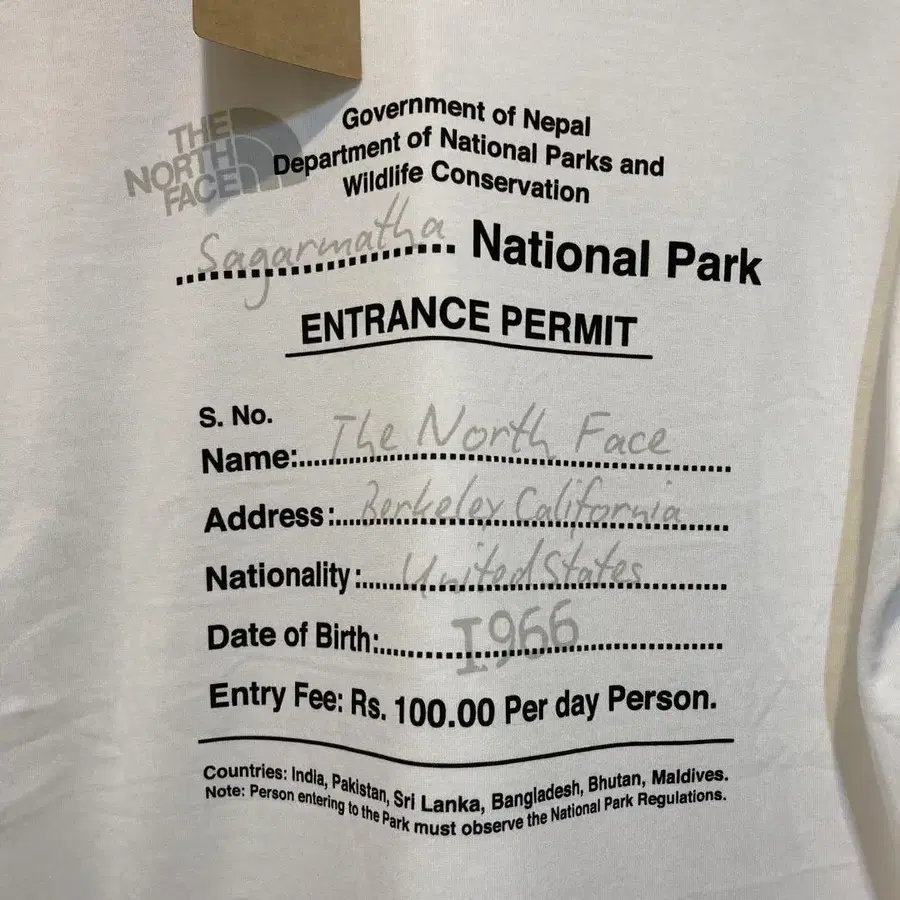 THE
NORTH
FACE
Government of Nepal
Department of National Parks and
Wildlife Conservation
Sagarmatha National Park
ENTRANCE PERMIT
S. No.
Name: The North Face
Address: Berkeley California
Nationality: United States
Date of Birth: 1966
Entry Fee: Rs. 100.00 Per day Person.
Countries: India, Pakistan, Sri Lanka, Bangladesh, Bhutan, Maldives.
Note: Person entering to the Park must observe the National Park Regulations.